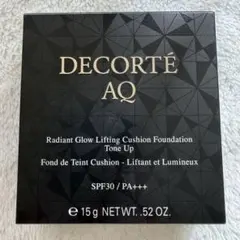 DECORTÉ
AQ
Radiant Glow Lifting Cushion Foundation
Tone Up
Fond de Teint Cushion - Liftant et Lumineux
SPF30 / PA+++
℮ 15 g NET WT. .52 OZ.